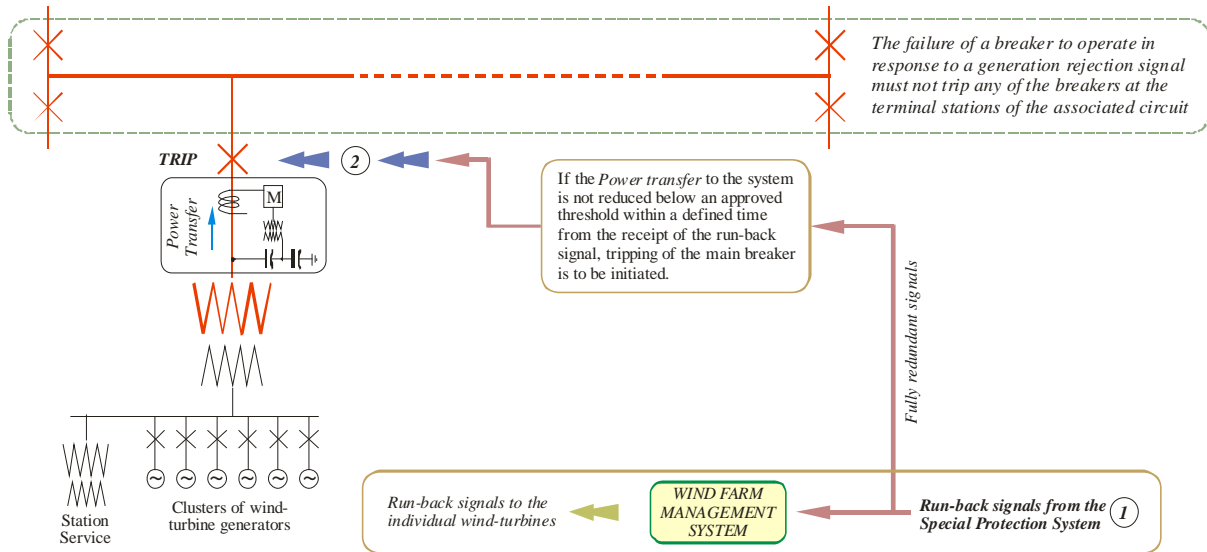 The failure of a breaker to operate in
response to a generation rejection signal
must not trip any of the breakers at the
terminal stations of the associated circuit
TRIP
2
M
Power
Transfer
If the Power transfer to the system
is not reduced below an approved
threshold within a defined time
from the receipt of the run-back
signal, tripping of the main breaker
is to be initiated.
Fully redundant signals
Station
Service
Clusters of wind-
turbine generators
Run-back signals to the
individual wind-turbines
WIND FARM
MANAGEMENT
SYSTEM
Run-back signals from the
Special Protection System
1